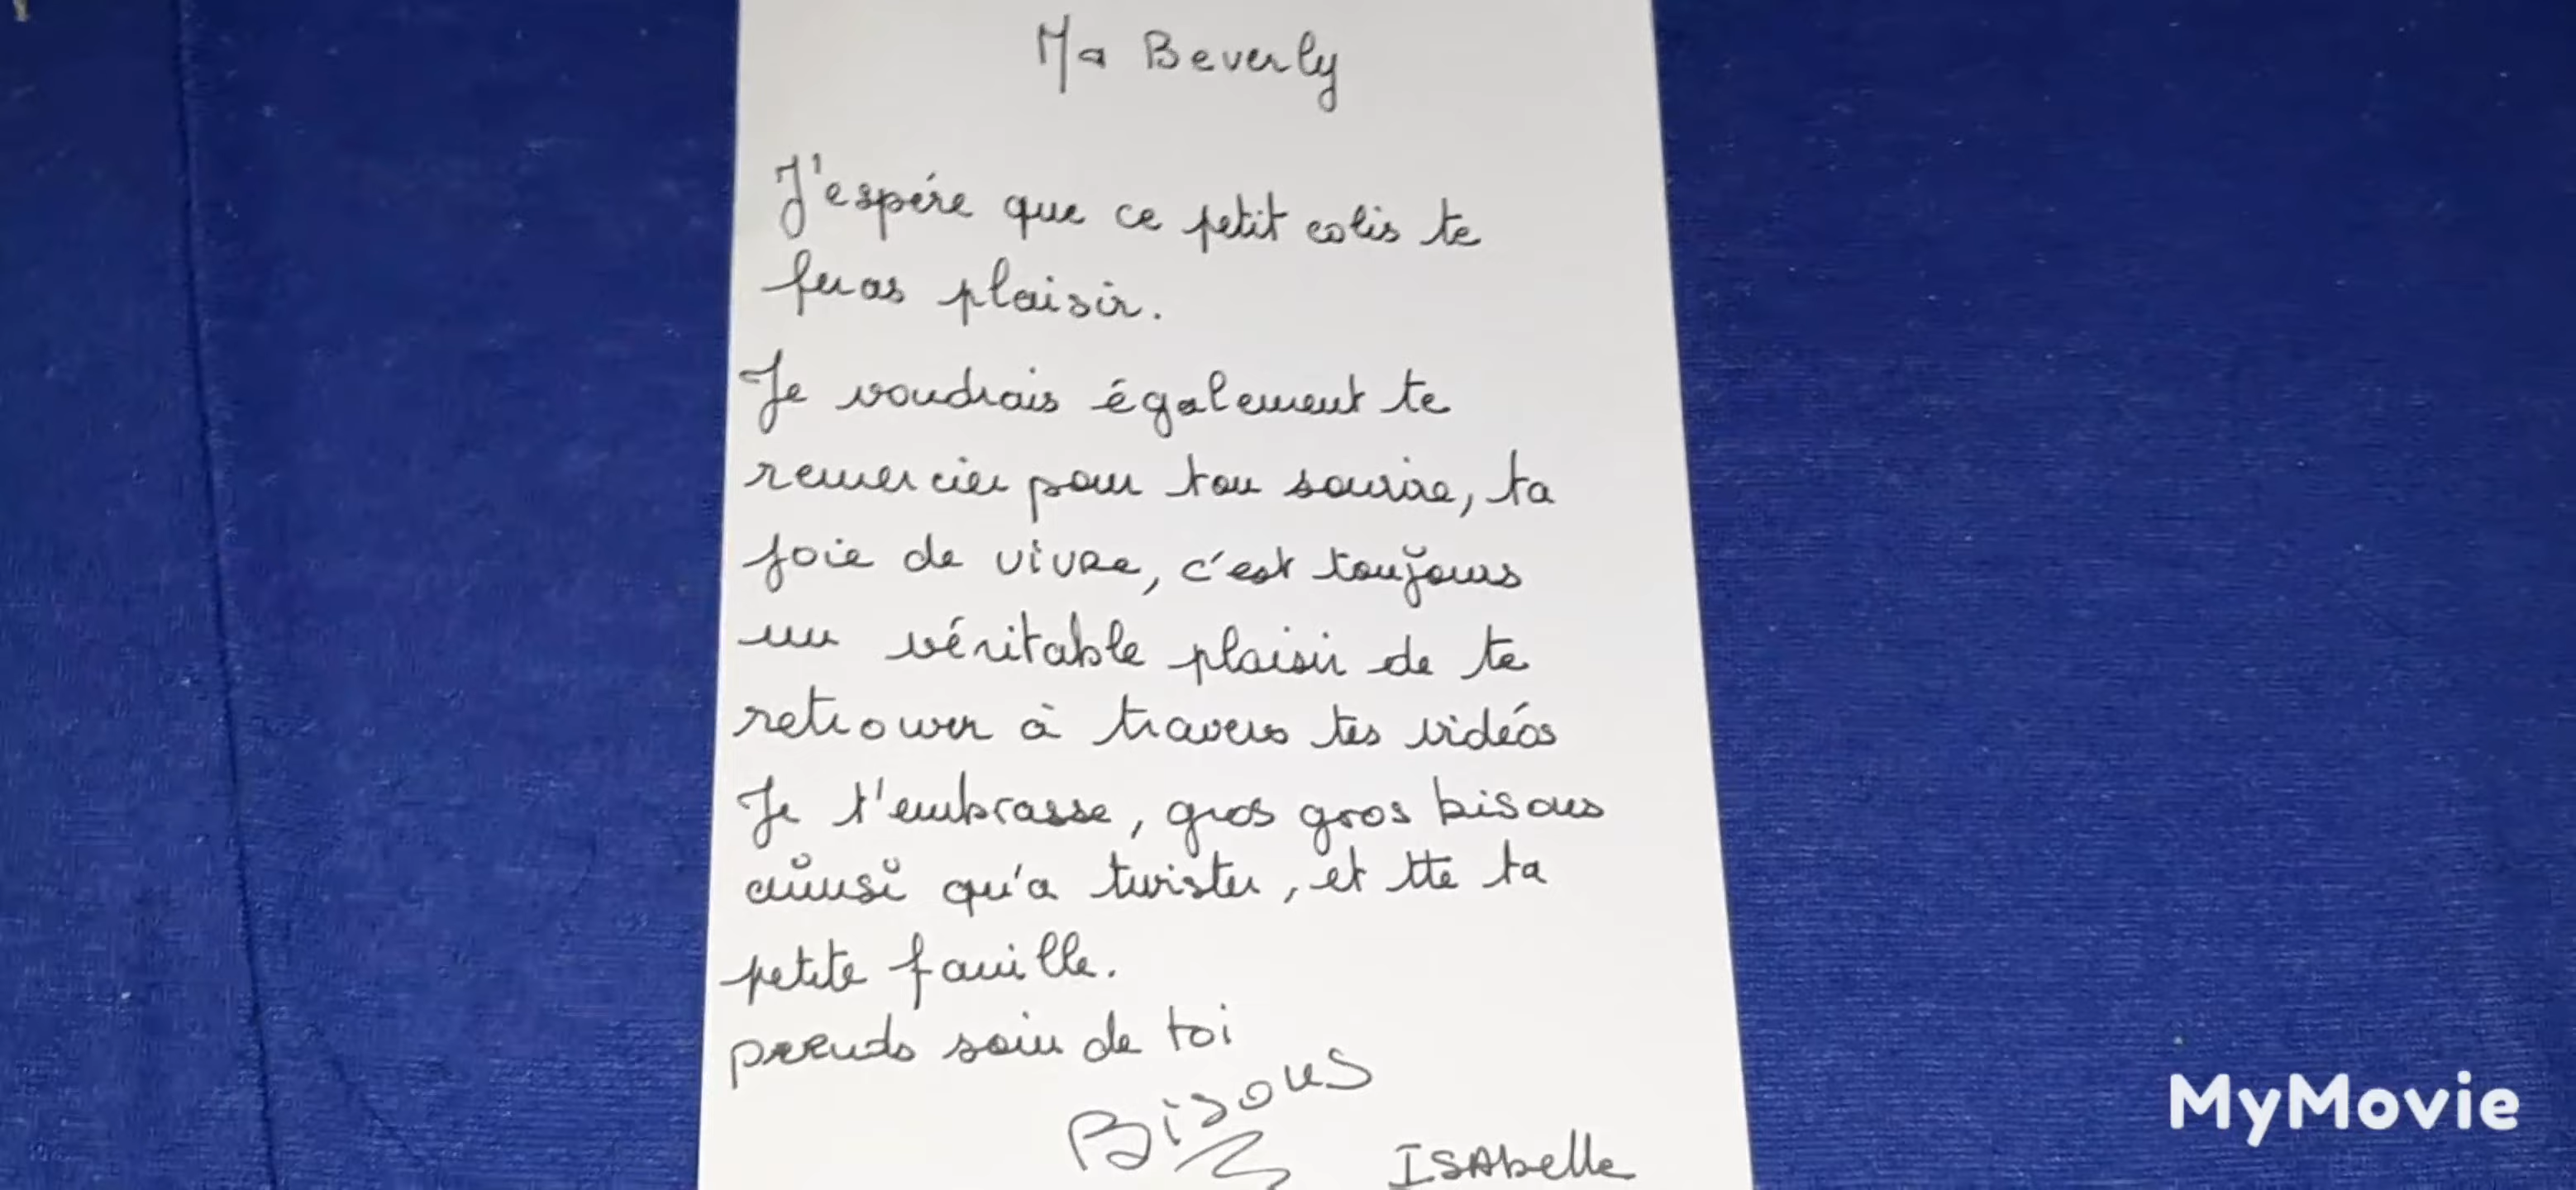 Ma Beverly
J'espére que ce petit colis te
feras plaisir.
Je voudrais également te
remercier pour ton sourire, ta
joie de vivre, c'est toujours
un véritable plaisir de te
retrouver à travers tes vidéos
Je t'embrasse, gros gros bisous
ainsi qu'a twister, et tte ta
petite famille.
prends soin de toi
Bisous
ISAbelle
MyMovie